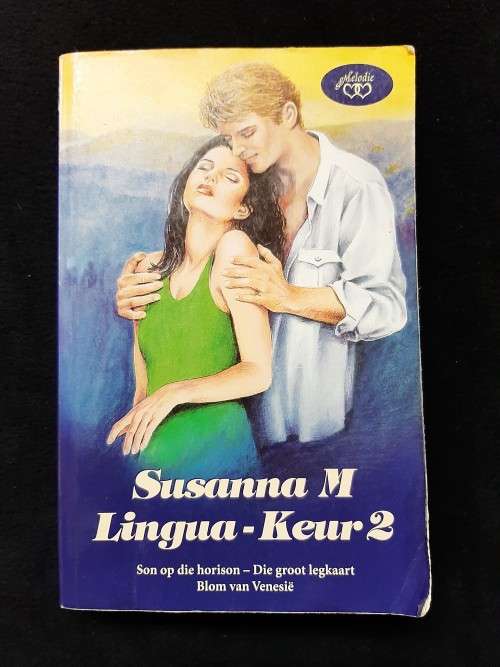 Melodie
Susanna M
Lingua-Keur 2
Son op die horison – Die groot legkaart
Blom van Venesië